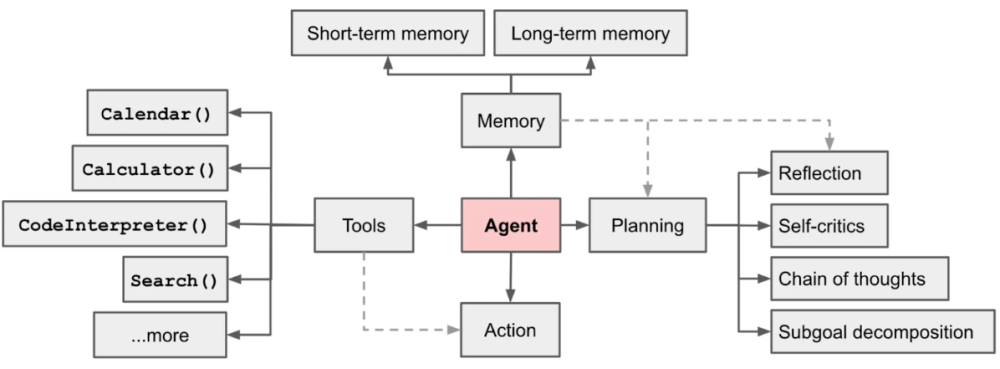 Short-term memory
Long-term memory
Calendar()
Memory
Calculator()
Reflection
CodeInterpreter()
Tools
Agent
Planning
Self-critics
Search()
Chain of thoughts
...more
Action
Subgoal decomposition